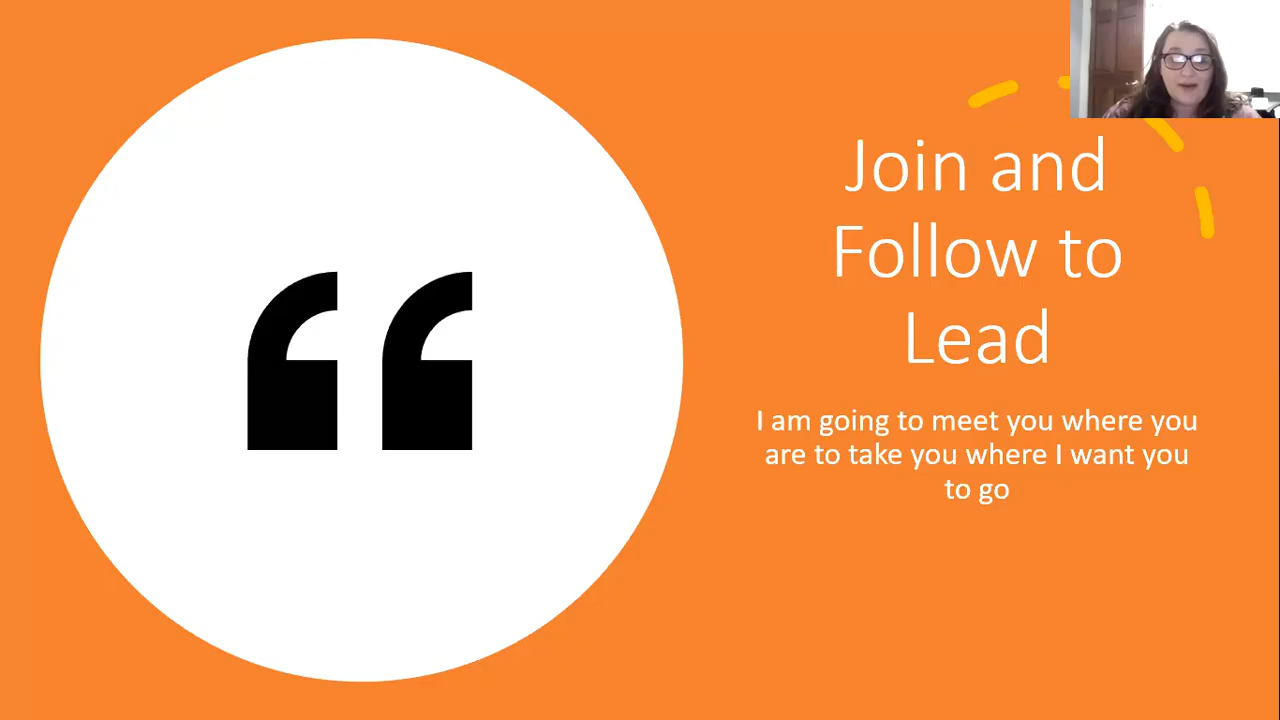 Join and
Follow to
Lead
I am going to meet you where you
are to take you where I want you
to go